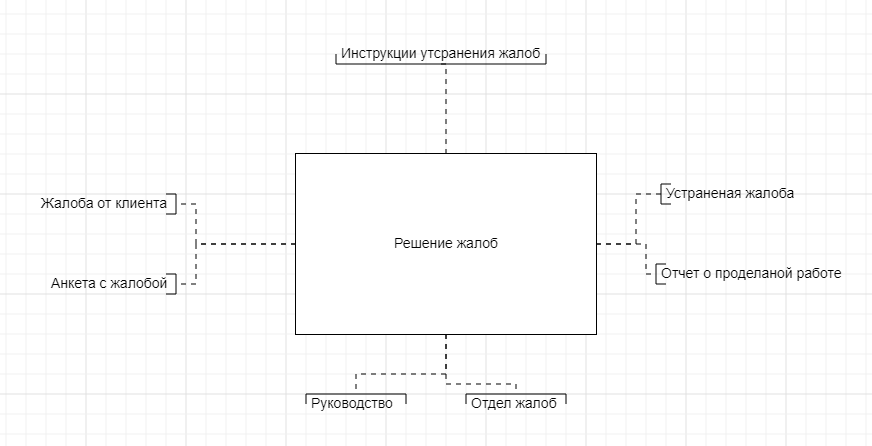 Инструкции утсранения жалоб
Жалоба от клиента
Устраненая жалоба
Решение жалоб
Анкета с жалобой
Отчет о проделаной работе
Руководство
Отдел жалоб